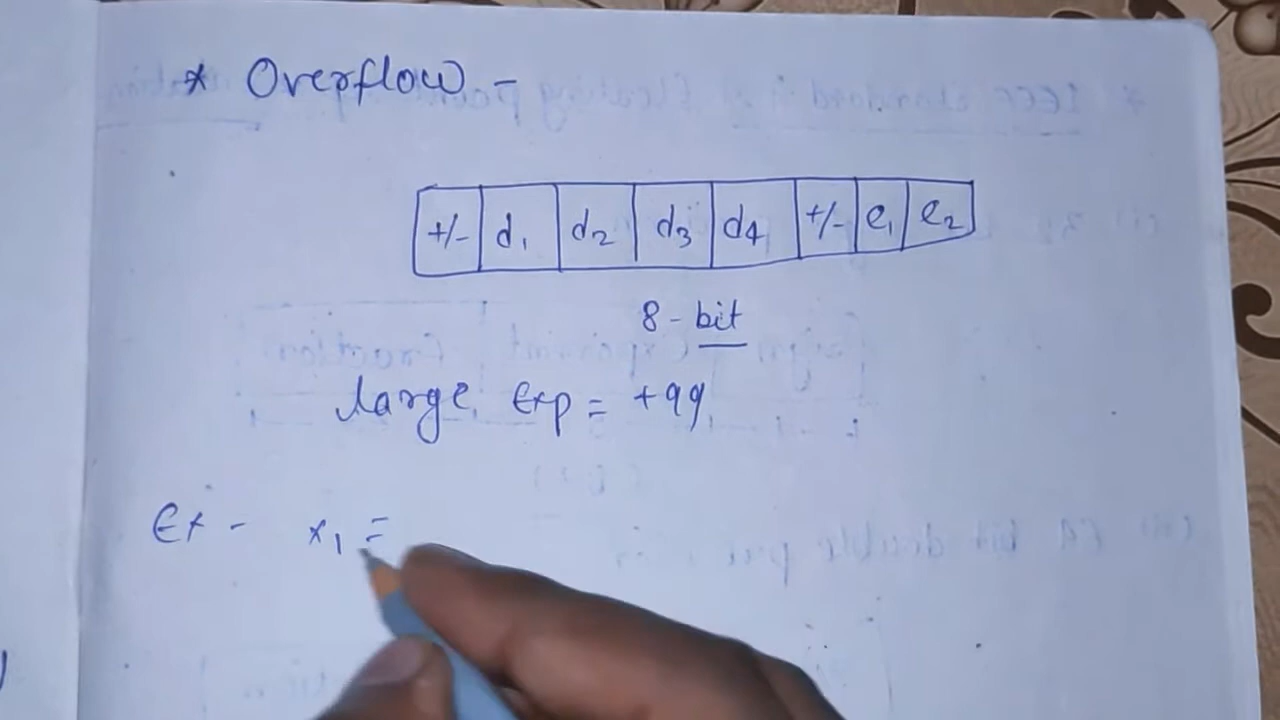 * Overflow -
+/- d₁ d₂ d₃ d₄ +/- e₁ e₂
8-bit
large Exp = +99
Ex - x₁ =